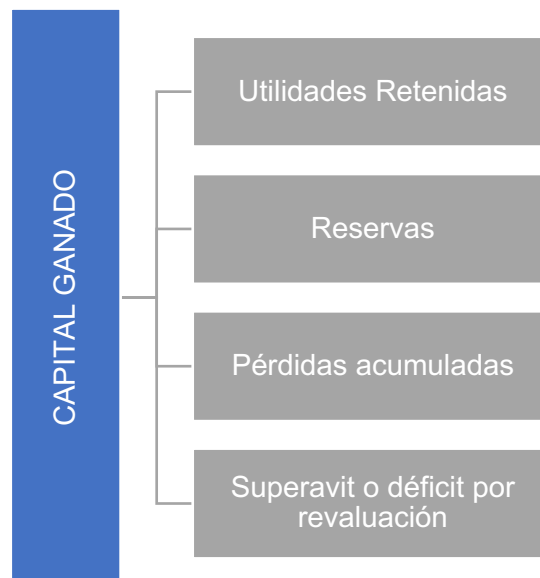 CAPITAL GANADO
Utilidades Retenidas
Reservas
Pérdidas acumuladas
Superavit o déficit por
revaluación